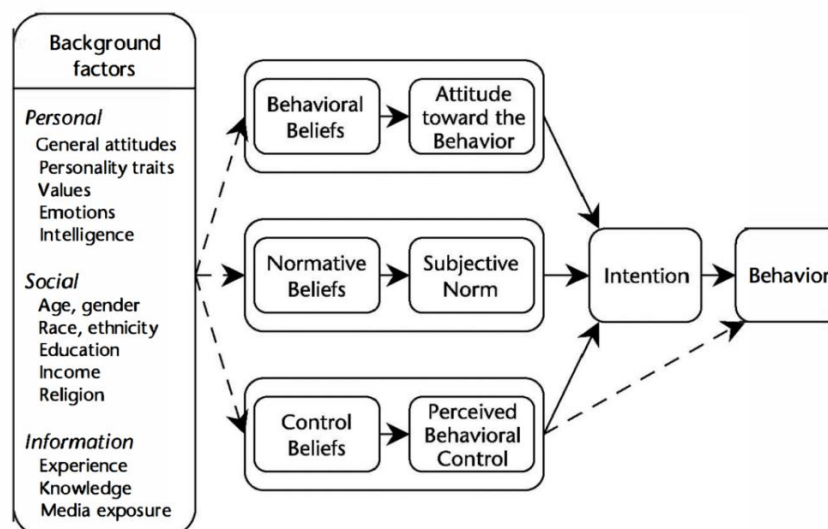 Background
factors
Personal
General attitudes
Personality traits
Values
Emotions
Intelligence
Social
Age, gender
Race, ethnicity
Education
Income
Religion
Information
Experience
Knowledge
Media exposure
Behavioral
Beliefs
Attitude
toward the
Behavior
Normative
Beliefs
Subjective
Norm
Control
Beliefs
Perceived
Behavioral
Control
Intention
Behavior